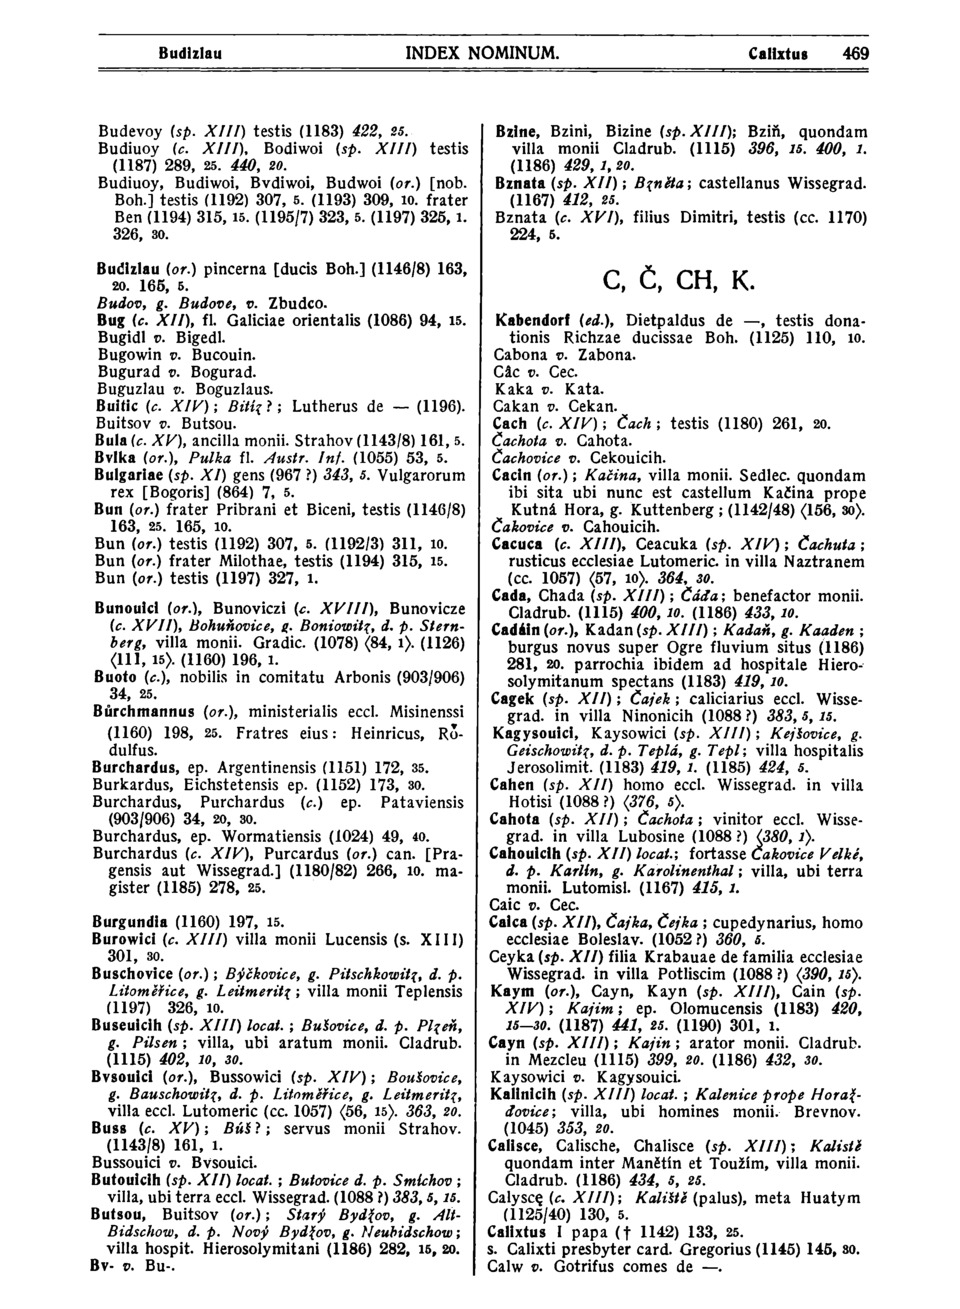 Budizlau INDEX NOMINUM. Calixtus 469
Budevoy (sp. XIII) testis (1183) 422, 25.
Budiuoy (c. XIII), Bodiwoi (sp. XIII) testis
(1187) 289, 25. 440, 20.
Budiuoy, Budiwoi, Bvdiwoi, Budwoi (or.) [nob.
Boh.] testis (1192) 307, 5. (1193) 309, 10. frater
Ben (1194) 315, 15. (1195/7) 323, 5. (1197) 325, 1.
326, 30.
Budizlau (or.) pincerna [ducis Boh.] (1146/8) 163,
20. 165, 5.
Budov, g. Budove, v. Zbudco.
Bug (c. XII), fl. Galiciae orientalis (1086) 94, 15.
Bugidl v. Bigedl.
Bugowin v. Bucouin.
Bugurad v. Bogurad.
Buguzlau v. Boguzlaus.
Buitic (c. XIV); Bitíz?; Lutherus de — (1196).
Buitsov v. Butsou.
Bula (c. XV), ancilla monii. Strahov (1143/8) 161, 5.
Bvlka (or.), Pulka fl. Austr. Inf. (1055) 53, 5.
Bulgariae (sp. XI) gens (967 ?) 343, 5. Vulgarorum
rex [Bogoris] (864) 7, 5.
Bun (or.) frater Pribrani et Biceni, testis (1146/8)
163, 25. 165, 10.
Bun (or.) testis (1192) 307, 5. (1192/3) 311, 10.
Bun (or.) frater Milothae, testis (1194) 315, 15.
Bun (or.) testis (1197) 327, 1.
Bunouici (or.), Bunoviczi (c. XVIII), Bunovicze
(c. XVII), Bohuňovice, g. Boniowitz, d. p. Stern-
berg, villa monii. Gradic. (1078) ⟨84, 1⟩. (1126)
⟨111, 15⟩. (1160) 196, 1.
Buoto (c.), nobilis in comitatu Arbonis (903/906)
34, 25.
Bůrchmannus (or.), ministerialis eccl. Misinenssi
(1160) 198, 25. Fratres eius: Heinricus, Rǒ-
dulfus.
Burchardus, ep. Argentinensis (1151) 172, 35.
Burkardus, Eichstetensis ep. (1152) 173, 30.
Burchardus, Purchardus (c.) ep. Pataviensis
(903/906) 34, 20, 30.
Burchardus, ep. Wormatiensis (1024) 49, 40.
Burchardus (c. XIV), Purcardus (or.) can. [Pra-
gensis aut Wissegrad.] (1180/82) 266, 10. ma-
gister (1185) 278, 25.
Burgundia (1160) 197, 15.
Burowici (c. XIII) villa monii Lucensis (s. XIII)
301, 30.
Buschovice (or.); Býčkovice, g. Pitschkowitz, d. p.
Litoměřice, g. Leitmeritz; villa monii Teplensis
(1197) 326, 10.
Buseuicih (sp. XIII) locat.; Bušovice, d. p. Plzeň,
g. Pilsen; villa, ubi aratum monii. Cladrub.
(1115) 402, 10, 30.
Bvsouici (or.), Bussowici (sp. XIV); Boušovice,
g. Bauschowitz, d. p. Litoměřice, g. Leitmeritz,
villa eccl. Lutomeric (cc. 1057) ⟨56, 15⟩. 363, 20.
Buss (c. XV); Búš?; servus monii Strahov.
(1143/8) 161, 1.
Bussouici v. Bvsouici.
Butouicih (sp. XII) locat.; Butovice d. p. Smíchov;
villa, ubi terra eccl. Wissegrad. (1088 ?) 383, 5, 15.
Butsou, Buitsov (or.); Starý Bydžov, g. Alt-
Bidschow, d. p. Nový Bydžov, g. Neubidschow;
villa hospit. Hierosolymitani (1186) 282, 15, 20.
Bv- v. Bu-.
Bzine, Bzini, Bizine (sp. XIII); Bziň, quondam
villa monii Cladrub. (1115) 396, 15. 400, 1.
(1186) 429, 1, 20.
Bznata (sp. XII); Bzněta; castellanus Wissegrad.
(1167) 412, 25.
Bznata (c. XVI), filius Dimitri, testis (cc. 1170)
224, 5.
C, Č, CH, K.
Kabendorf (ed.), Dietpaldus de —, testis dona-
tionis Richzae ducissae Boh. (1125) 110, 10.
Cabona v. Zabona.
Câc v. Cec.
Kaka v. Kata.
Cakan v. Cekan.
Cach (c. XIV); Čach; testis (1180) 261, 20.
Čachota v. Cahota.
Čachovice v. Cekouicih.
Cacin (or.); Kačina, villa monii. Sedlec. quondam
ibi sita ubi nunc est castellum Kačina prope
Kutná Hora, g. Kuttenberg; (1142/48) ⟨156, 30⟩.
Čakovice v. Cahouicih.
Cacuca (c. XIII), Ceacuka (sp. XIV); Čachuta;
rusticus ecclesiae Lutomeric. in villa Naztranem
(cc. 1057) ⟨57, 10⟩. 364, 30.
Cada, Chada (sp. XIII); Čáďa; benefactor monii.
Cladrub. (1115) 400, 10. (1186) 433, 10.
Cadâin (or.), Kadan (sp. XIII); Kadaň, g. Kaaden;
burgus novus super Ogre fluvium situs (1186)
281, 20. parrochia ibidem ad hospitale Hiero-
solymitanum spectans (1183) 419, 10.
Cagek (sp. XII); Čajek; caliciarius eccl. Wisse-
grad. in villa Ninonicih (1088 ?) 383, 5, 15.
Kagysouici, Kaysowici (sp. XIII); Kejšovice, g.
Geischowitz, d. p. Teplá, g. Tepl; villa hospitalis
Jerosolimit. (1183) 419, 1. (1185) 424, 5.
Cahen (sp. XII) homo eccl. Wissegrad. in villa
Hotisi (1088 ?) ⟨376, 5⟩.
Cahota (sp. XII); Čachota; vinitor eccl. Wisse-
grad. in villa Lubosine (1088 ?) ⟨380, 1⟩.
Cahouicih (sp. XII) locat.; fortasse Čakovice Velké,
d. p. Karlín, g. Karolinenthal; villa, ubi terra
monii. Lutomisl. (1167) 415, 1.
Caic v. Cec.
Caica (sp. XII), Čajka, Čejka; cupedynarius, homo
ecclesiae Boleslav. (1052 ?) 360, 5.
Ceyka (sp. XII) filia Krabauae de familia ecclesiae
Wissegrad. in villa Potliscim (1088 ?) ⟨390, 15⟩.
Kaym (or.), Cayn, Kayn (sp. XIII), Cain (sp.
XIV); Kajim; ep. Olomucensis (1183) 420,
15—30. (1187) 441, 25. (1190) 301, 1.
Cayn (sp. XIII); Kajin; arator monii. Cladrub.
in Mezcleu (1115) 399, 20. (1186) 432, 30.
Kaysowici v. Kagysouici.
Kalinicih (sp. XIII) locat.; Kalenice prope Horaž-
ďovice; villa, ubi homines monii. Brevnov.
(1045) 353, 20.
Calisce, Calische, Chalisce (sp. XIII); Kaliště
quondam inter Manětín et Toužím, villa monii.
Cladrub. (1186) 434, 5, 25.
Calyscę (c. XIII); Kaliště (palus), meta Huatym
(1125/40) 130, 5.
Calixtus I papa († 1142) 133, 25.
s. Calixti presbyter card. Gregorius (1145) 145, 30.
Calw v. Gotrifus comes de —.